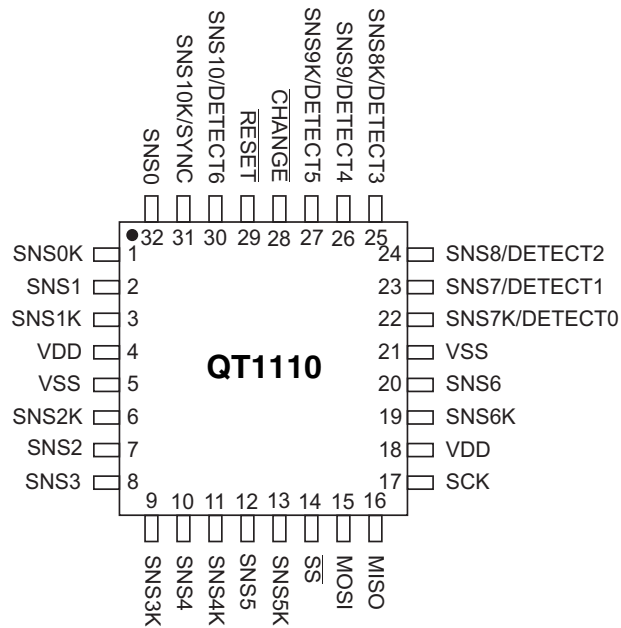 SNS0
SNS10K/SYNC
SNS10/DETECT6
RESET
CHANGE
SNS9K/DETECT5
SNS9/DETECT4
SNS8K/DETECT3
32 31 30 29 28 27 26 25
SNS0K 1
SNS1 2
SNS1K 3
VDD 4
VSS 5
SNS2K 6
SNS2 7
SNS3 8
QT1110
24 SNS8/DETECT2
23 SNS7/DETECT1
22 SNS7K/DETECT0
21 VSS
20 SNS6
19 SNS6K
18 VDD
17 SCK
9 10 11 12 13 14 15 16
SNS3K
SNS4
SNS4K
SNS5
SNS5K
SS
MOSI
MISO